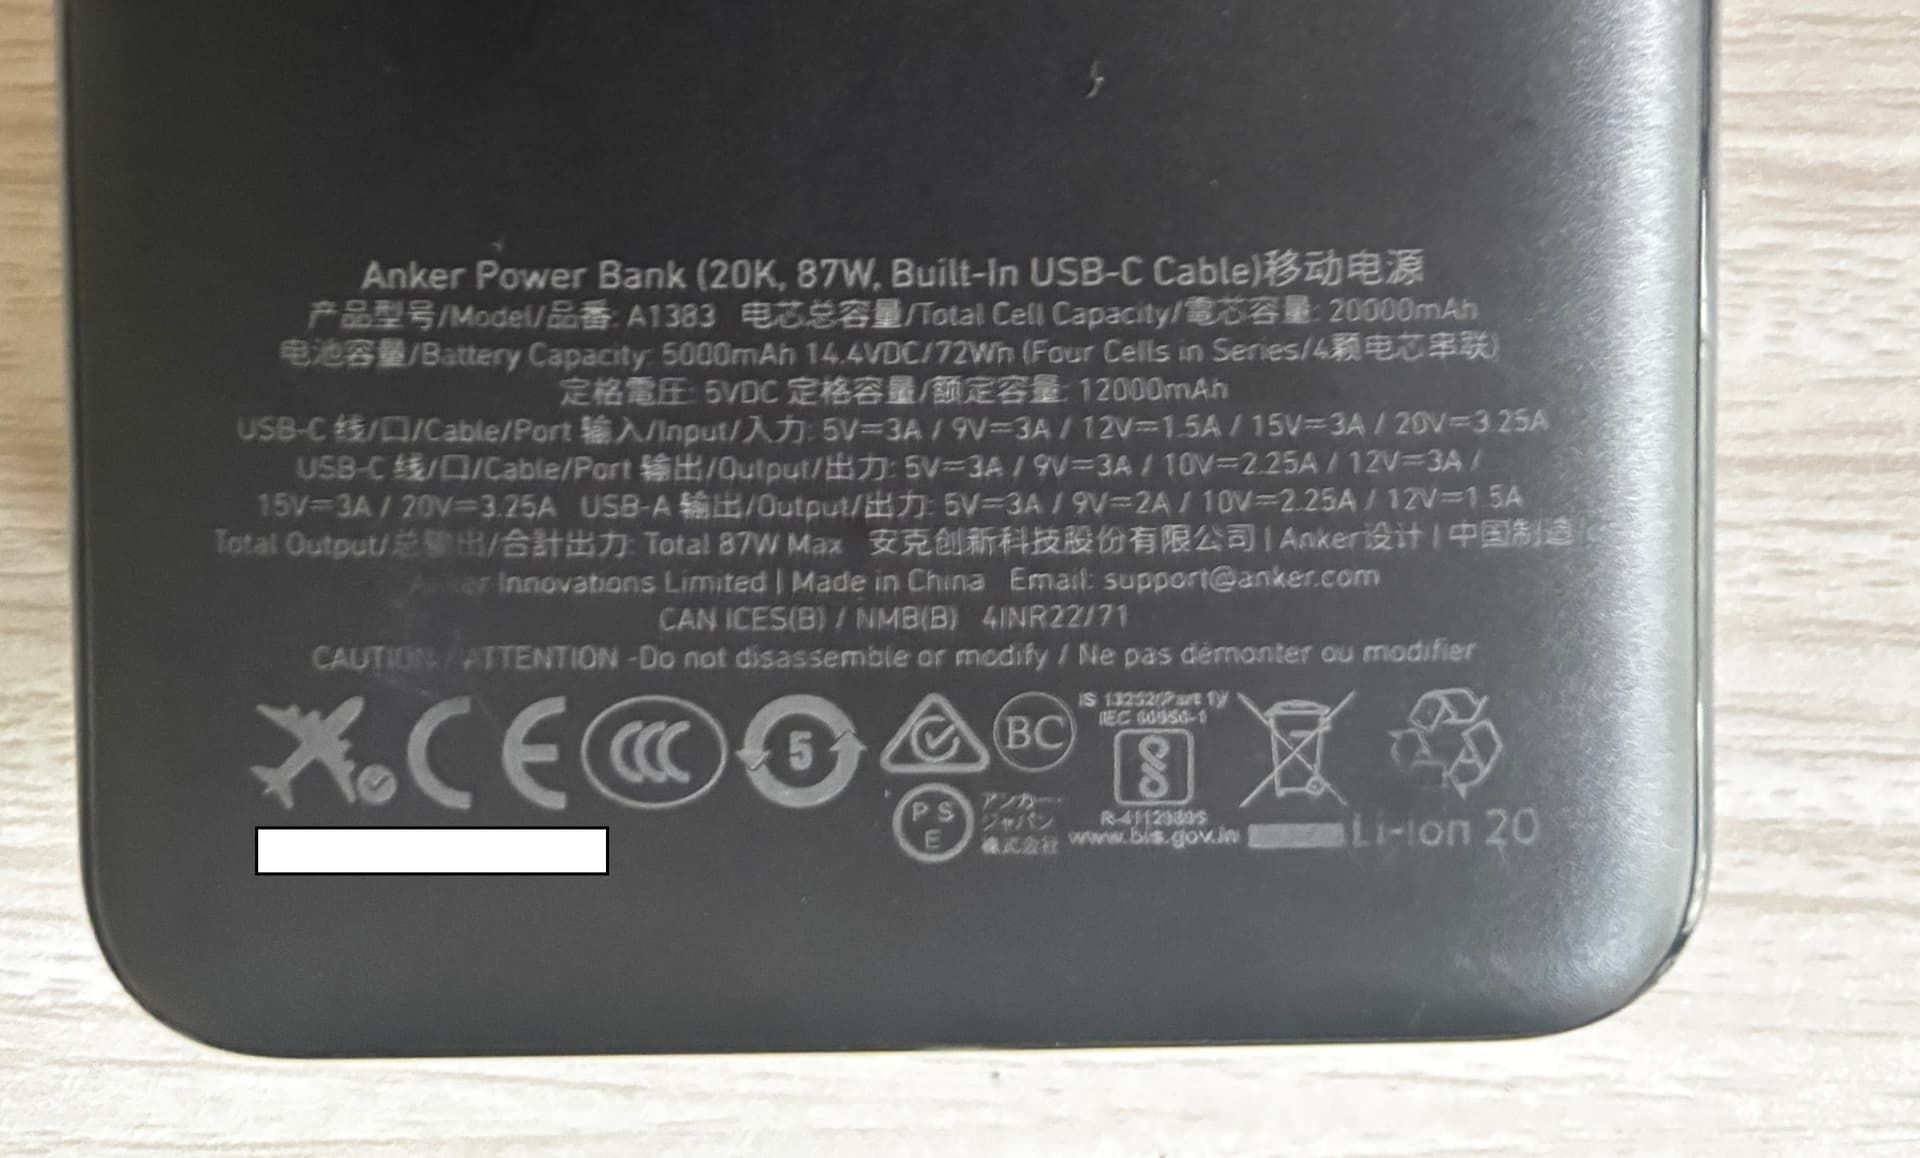 Anker Power Bank (20K, 87W, Built-In USB-C Cable)移动电源
产品型号/Model/品番: A1383 电芯总容量/Total Cell Capacity/電芯容量: 20000mAh
电池容量/Battery Capacity: 5000mAh 14.4VDC/72Wh (Four Cells in Series/4颗电芯串联)
定格電圧: 5VDC 定格容量/额定容量: 12000mAh
USB-C 线/口/Cable/Port 输入/Input/入力: 5V⎓3A / 9V⎓3A / 12V⎓1.5A / 15V⎓3A / 20V⎓3.25A
USB-C 线/口/Cable/Port 输出/Output/出力: 5V⎓3A / 9V⎓3A / 10V⎓2.25A / 12V⎓3A /
15V⎓3A / 20V⎓3.25A USB-A 输出/Output/出力: 5V⎓3A / 9V⎓2A / 10V⎓2.25A / 12V⎓1.5A
Total Output/总输出/合計出力: Total 87W Max 安克创新科技股份有限公司 | Anker设计 | 中国制造
Anker Innovations Limited | Made in China Email: support@anker.com
CAN ICES(B) / NMB(B) 4INR22/71
CAUTION / ATTENTION -Do not disassemble or modify / Ne pas démonter ou modifier
IS 13252(Part 1)/
IEC 60950-1
CE CCC 5 BC
PSE
アンカー・
ジャパン
株式会社
www.bis.gov.in
Li-ion 20